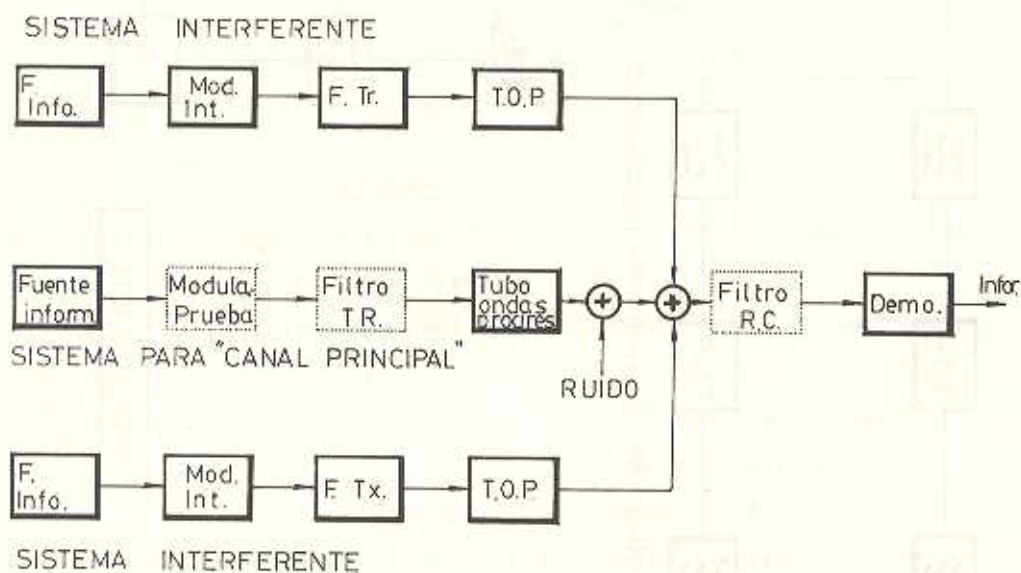 SISTEMA INTERFERENTE
F.
Info.
Mod.
Int.
F. Tr.
T.O.P
Fuente
inform
Modula.
Prueba
Filtro
T.R.
Tubo
ondas
progres
Filtro
R.C.
Demo.
Infor.
SISTEMA PARA "CANAL PRINCIPAL"
RUIDO
F.
Info.
Mod.
Int.
F. Tx.
T.O.P.
SISTEMA INTERFERENTE